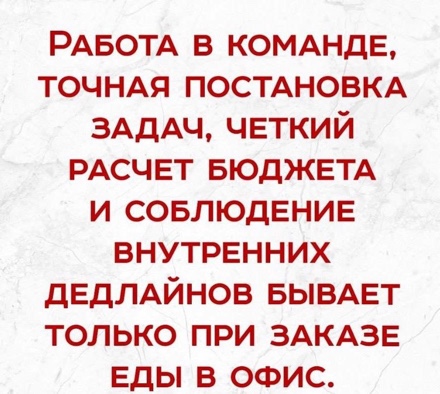 Работа в команде,
точная постановка
задач, четкий
расчет бюджета
и соблюдение
внутренних
дедлайнов бывает
только при заказе
еды в офис.